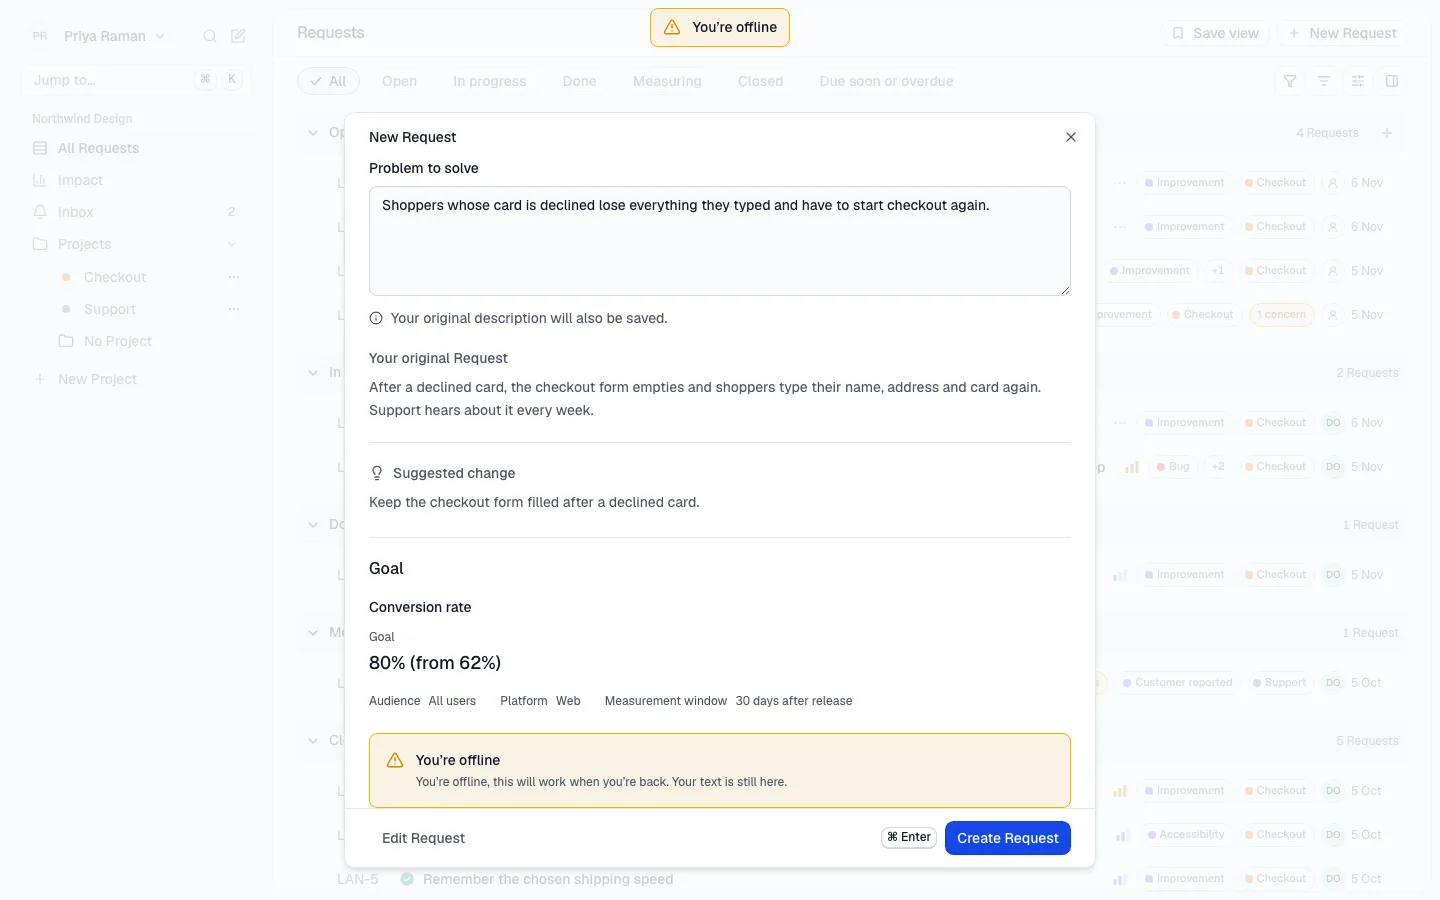 You're offline
PR Priya Raman
Jump to... ⌘ K
Northwind Design
All Requests
Impact
Inbox 2
Projects
Checkout
Support
No Project
New Project
Requests
Save view
New Request
All Open In progress Done Measuring Closed Due soon or overdue
4 Requests
Improvement Checkout 6 Nov
Improvement Checkout 6 Nov
Improvement +1 Checkout 5 Nov
Checkout 1 concern 5 Nov
In
2 Requests
Improvement Checkout DO 6 Nov
Bug +2 Checkout DO 5 Nov
1 Request
Improvement Checkout DO 5 Nov
1 Request
Customer reported Support DO 5 Oct
5 Requests
Improvement Checkout DO 5 Oct
Accessibility Checkout DO 5 Oct
LAN-5 Remember the chosen shipping speed Improvement Checkout DO 5 Oct
New Request
Problem to solve
Shoppers whose card is declined lose everything they typed and have to start checkout again.
Your original description will also be saved.
Your original Request
After a declined card, the checkout form empties and shoppers type their name, address and card again.
Support hears about it every week.
Suggested change
Keep the checkout form filled after a declined card.
Goal
Conversion rate
Goal
80% (from 62%)
Audience All users Platform Web Measurement window 30 days after release
You're offline
You're offline, this will work when you're back. Your text is still here.
Edit Request
⌘ Enter
Create Request